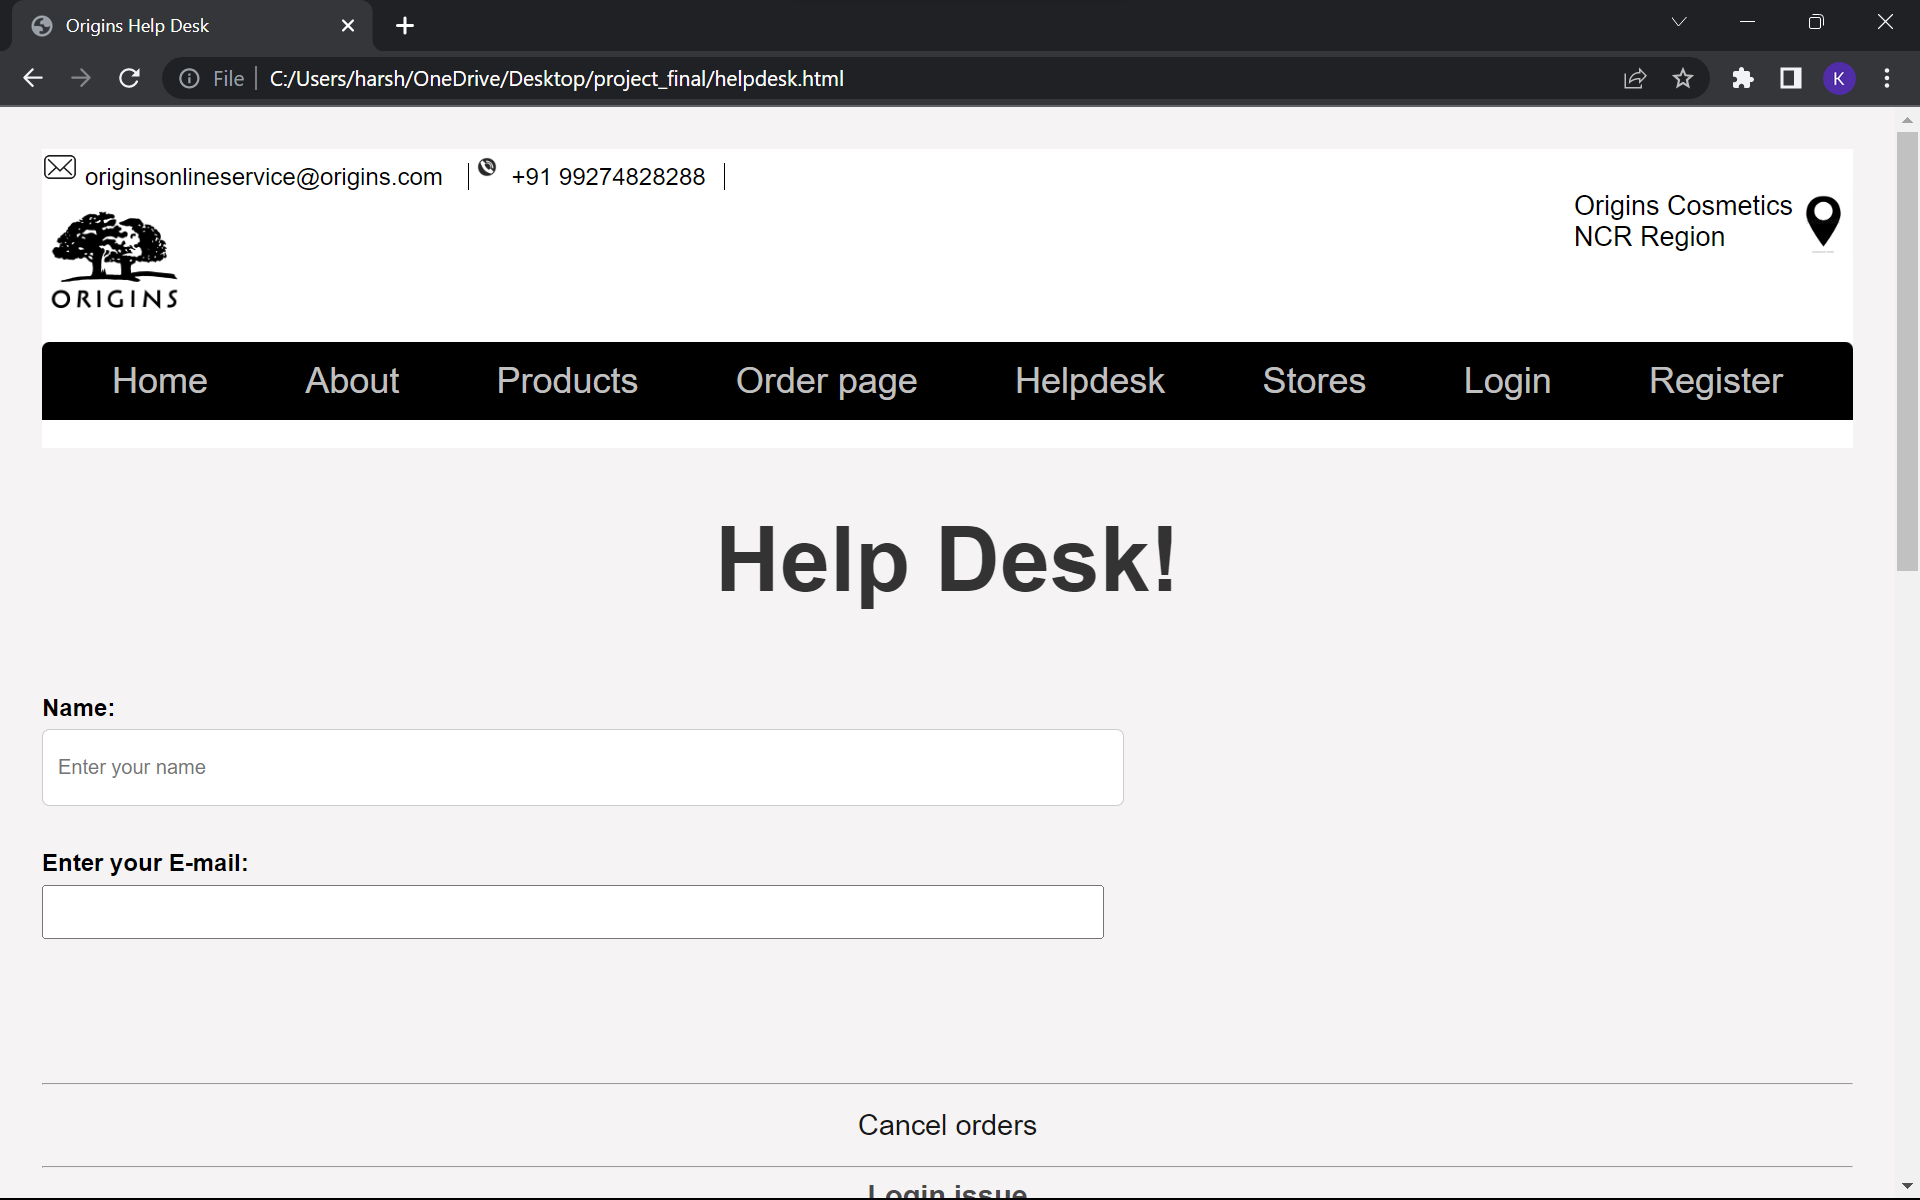 Origins Help Desk
File C:/Users/harsh/OneDrive/Desktop/project_final/helpdesk.html
K
originsonlineservice@origins.com +91 99274828288
Origins Cosmetics
NCR Region
ORIGINS
Home About Products Order page Helpdesk Stores Login Register
Help Desk!
Name:
Enter your name
Enter your E-mail:
Cancel orders
Login issue